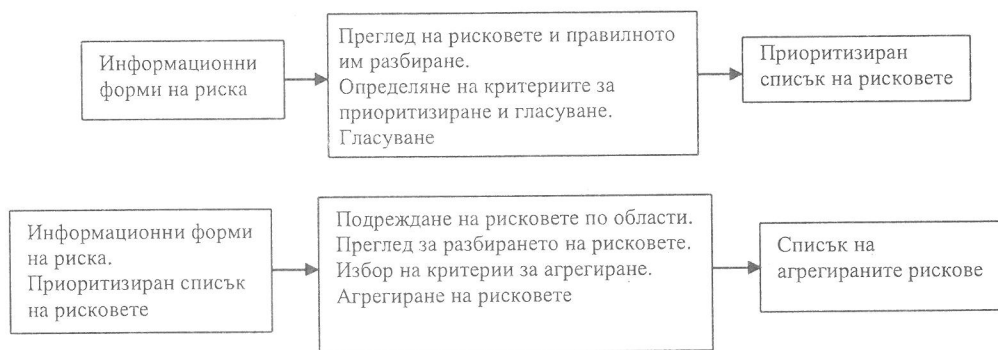 Информационни
форми на риска
Преглед на рисковете и правилното
им разбиране.
Определяне на критериите за
приоритизиране и гласуване.
Гласуване
Приоритизиран
списък на рисковете
Информационни форми
на риска.
Приоритизиран списък
на рисковете
Подреждане на рисковете по области.
Преглед за разбирането на рисковете.
Избор на критерии за агрегиране.
Агрегиране на рисковете
Списък на
агрегираните рискове